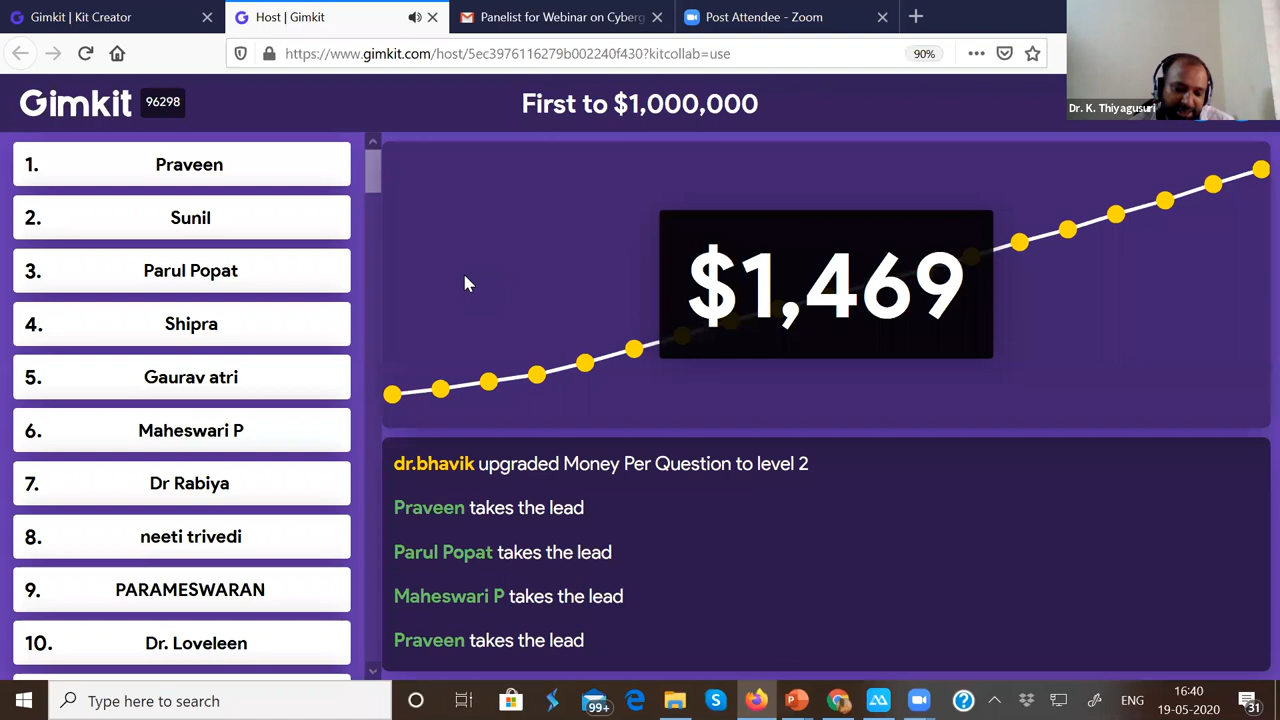 Gimkit | Kit Creator
Host | Gimkit
Panelist for Webinar on Cyberg
Post Attendee - Zoom
https://www.gimkit.com/host/5ec3976116279b002240f430?kitcollab=use
90%
Dr. K. Thiyagusuri
Gimkit
96298
First to $1,000,000
1. Praveen
2. Sunil
3. Parul Popat
4. Shipra
5. Gaurav atri
6. Maheswari P
7. Dr Rabiya
8. neeti trivedi
9. PARAMESWARAN
10. Dr. Loveleen
$1,469
dr.bhavik upgraded Money Per Question to level 2
Praveen takes the lead
Parul Popat takes the lead
Maheswari P takes the lead
Praveen takes the lead
Type here to search
99+
ENG
16:40
19-05-2020
31